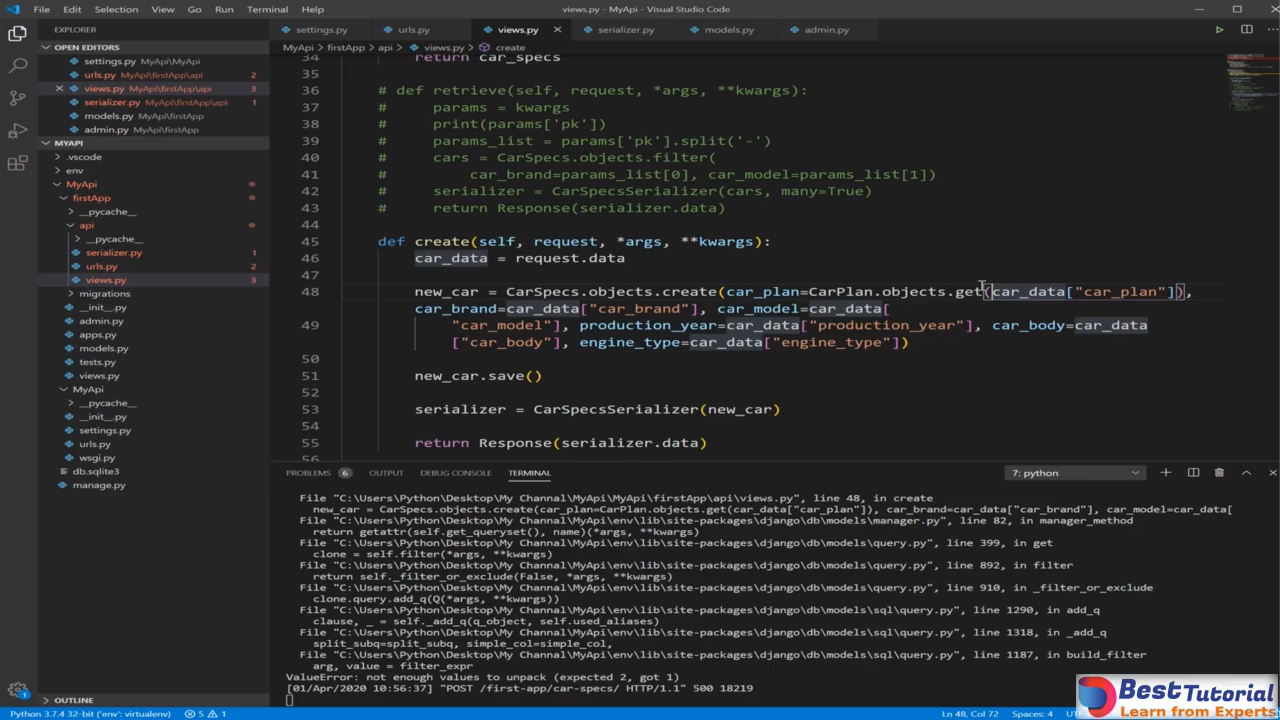 File Edit Selection View Go Run Terminal Help views.py - MyApi - Visual Studio Code
EXPLORER
OPEN EDITORS
settings.py MyApi\MyApi
urls.py MyApi\firstApp\api 2
views.py MyApi\firstApp\api 3
serializer.py MyApi\firstApp\api 1
models.py MyApi\firstApp
admin.py MyApi\firstApp
MYAPI
.vscode
env
MyApi
firstApp
__pycache__
api
__pycache__
serializer.py 1
urls.py 2
views.py 3
migrations
admin.py
apps.py
models.py
tests.py
views.py
MyApi
__pycache__
__init__.py
settings.py
urls.py
wsgi.py
db.sqlite3
manage.py
OUTLINE
settings.py urls.py views.py serializer.py models.py admin.py
MyApi > firstApp > api > views.py > create
34 return car_specs
35
36 # def retrieve(self, request, *args, **kwargs):
37 # params = kwargs
38 # print(params['pk'])
39 # params_list = params['pk'].split('-')
40 # cars = CarSpecs.objects.filter(
41 # car_brand=params_list[0], car_model=params_list[1])
42 # serializer = CarSpecsSerializer(cars, many=True)
43 # return Response(serializer.data)
44
45 def create(self, request, *args, **kwargs):
46 car_data = request.data
47
48 new_car = CarSpecs.objects.create(car_plan=CarPlan.objects.get(car_data["car_plan"]),
car_brand=car_data["car_brand"], car_model=car_data[
49 "car_model"], production_year=car_data["production_year"], car_body=car_data
["car_body"], engine_type=car_data["engine_type"])
50
51 new_car.save()
52
53 serializer = CarSpecsSerializer(new_car)
54
55 return Response(serializer.data)
56
PROBLEMS 6 OUTPUT DEBUG CONSOLE TERMINAL 7: python
File "C:\Users\Python\Desktop\My Channal\MyApi\MyApi\firstApp\api\views.py", line 48, in create
new_car = CarSpecs.objects.create(car_plan=CarPlan.objects.get(car_data["car_plan"]), car_brand=car_data["car_brand"], car_model=car_data[
File "C:\Users\Python\Desktop\My Channal\MyApi\env\lib\site-packages\django\db\models\manager.py", line 82, in manager_method
return getattr(self.get_queryset(), name)(*args, **kwargs)
File "C:\Users\Python\Desktop\My Channal\MyApi\env\lib\site-packages\django\db\models\query.py", line 399, in get
clone = self.filter(*args, **kwargs)
File "C:\Users\Python\Desktop\My Channal\MyApi\env\lib\site-packages\django\db\models\query.py", line 892, in filter
return self._filter_or_exclude(False, *args, **kwargs)
File "C:\Users\Python\Desktop\My Channal\MyApi\env\lib\site-packages\django\db\models\query.py", line 910, in _filter_or_exclude
clone.query.add_q(Q(*args, **kwargs))
File "C:\Users\Python\Desktop\My Channal\MyApi\env\lib\site-packages\django\db\models\sql\query.py", line 1290, in add_q
clause, _ = self._add_q(q_object, self.used_aliases)
File "C:\Users\Python\Desktop\My Channal\MyApi\env\lib\site-packages\django\db\models\sql\query.py", line 1318, in _add_q
split_subq=split_subq, simple_col=simple_col,
File "C:\Users\Python\Desktop\My Channal\MyApi\env\lib\site-packages\django\db\models\sql\query.py", line 1187, in build_filter
arg, value = filter_expr
ValueError: not enough values to unpack (expected 2, got 1)
[01/Apr/2020 10:56:37] "POST /first-app/car-specs/ HTTP/1.1" 500 18219
BestTutorial
Learn from Experts
Python 3.7.4 32-bit ('env': virtualenv) 5 1 Ln 48, Col 72 Spaces: 4